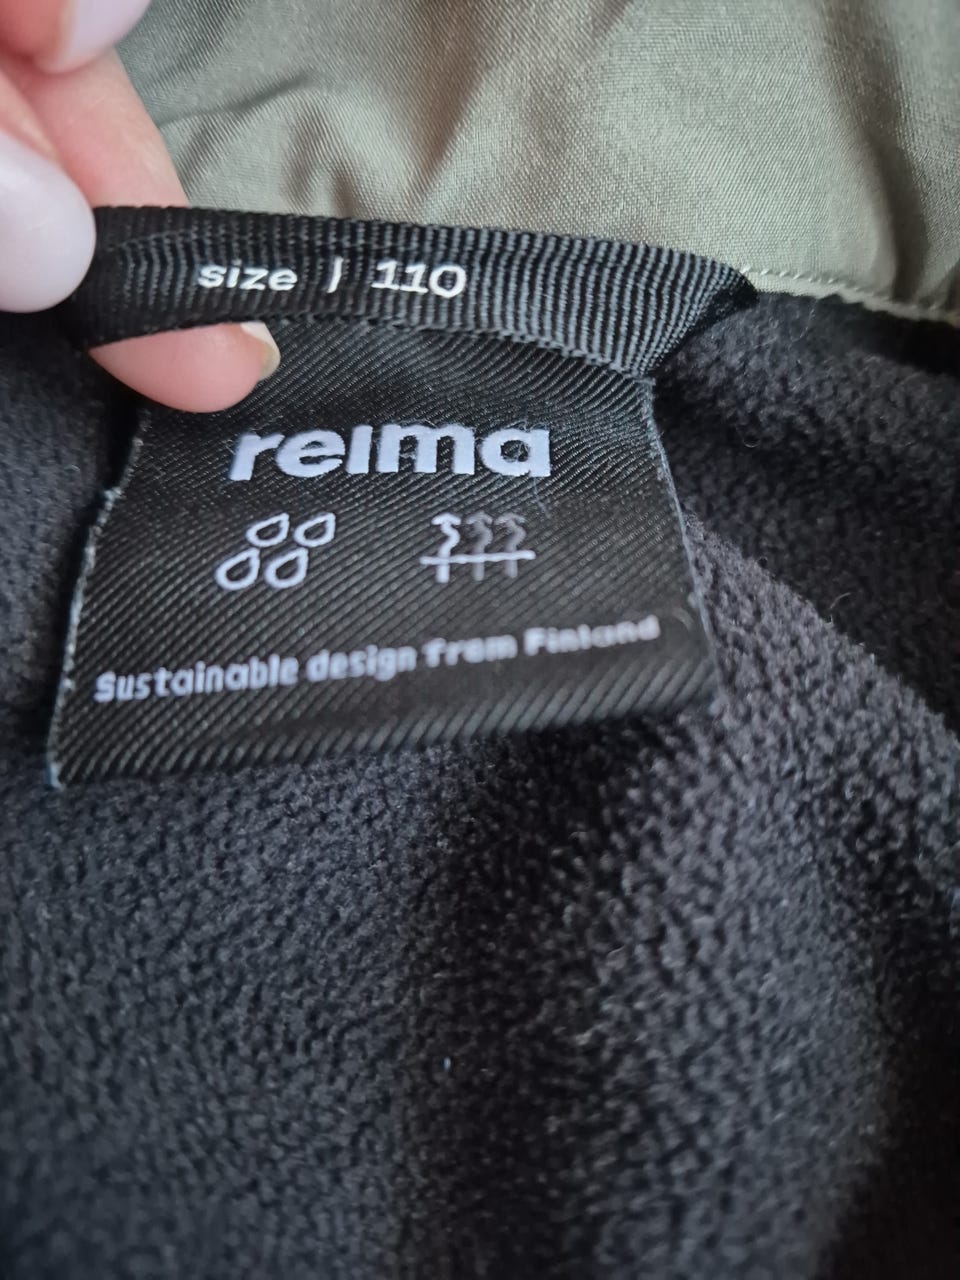 size | 110
reima
Sustainable design from Finland